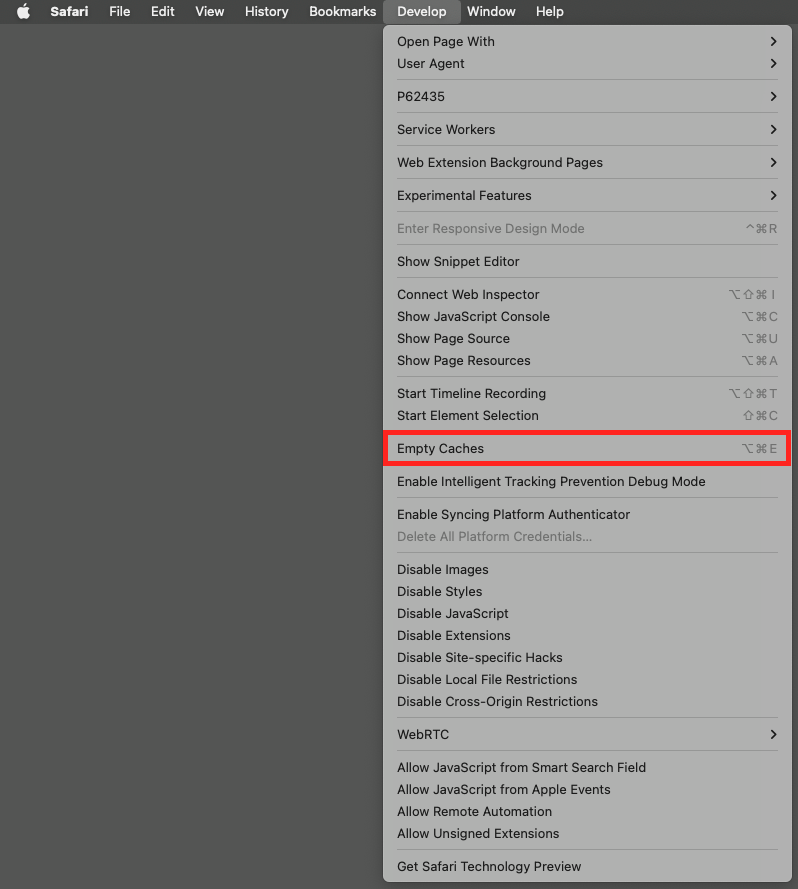 Safari File Edit View History Bookmarks Develop Window Help
Open Page With
User Agent
P62435
Service Workers
Web Extension Background Pages
Experimental Features
Enter Responsive Design Mode ^⌘R
Show Snippet Editor
Connect Web Inspector ⌥⇧⌘I
Show JavaScript Console ⌥⌘C
Show Page Source ⌥⌘U
Show Page Resources ⌥⌘A
Start Timeline Recording ⌥⇧⌘T
Start Element Selection ⇧⌘C
Empty Caches ⌥⌘E
Enable Intelligent Tracking Prevention Debug Mode
Enable Syncing Platform Authenticator
Delete All Platform Credentials...
Disable Images
Disable Styles
Disable JavaScript
Disable Extensions
Disable Site-specific Hacks
Disable Local File Restrictions
Disable Cross-Origin Restrictions
WebRTC
Allow JavaScript from Smart Search Field
Allow JavaScript from Apple Events
Allow Remote Automation
Allow Unsigned Extensions
Get Safari Technology Preview